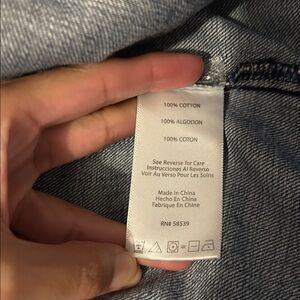 100% COTTON
100% ALGODON
100% COTON
See Reverse for Care
Instrucciones Al Reverso
Voir Au Verso Pour Les Soins
Made in China
Hecho En China
Fabrique En Chine
RN# 58539